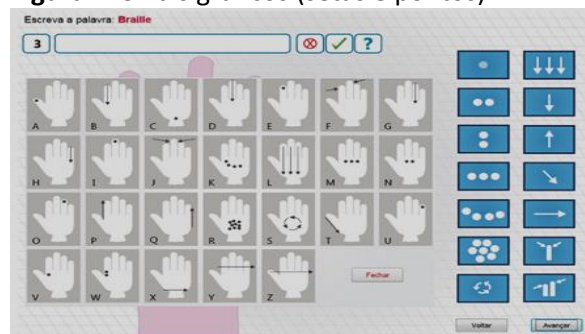 Escreva a palavra: Braille
3
?
A B C D E F G
H I J K L M N
O P Q R S T U
V W X Y Z
Fechar
Voltar Avançar